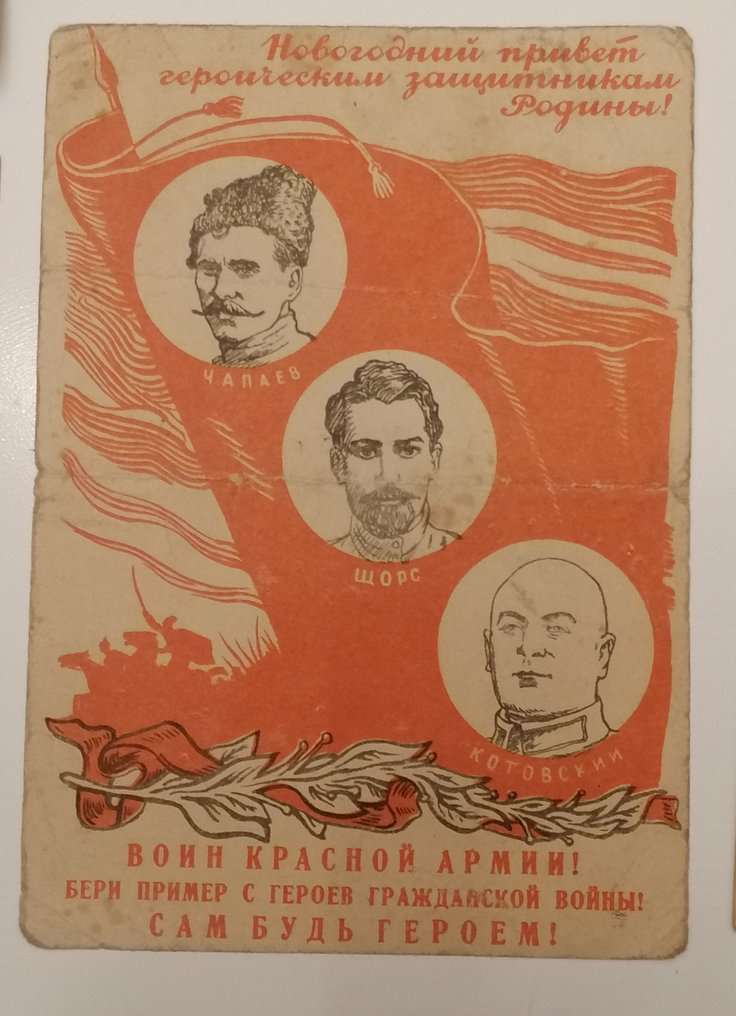 Новогодний привет
героическим защитникам
Родины!
ЧАПАЕВ
ЩОРС
КОТОВСКИЙ
ВОИН КРАСНОЙ АРМИИ!
БЕРИ ПРИМЕР С ГЕРОЕВ ГРАЖДАНСКОЙ ВОЙНЫ!
САМ БУДЬ ГЕРОЕМ!